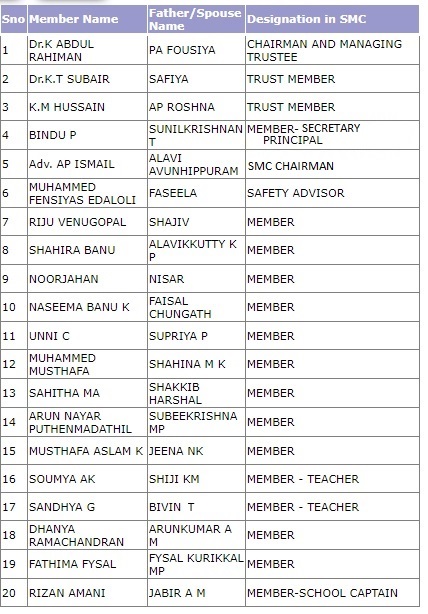 Sno Member Name Father/Spouse Name Designation in SMC
1 Dr.K ABDUL RAHIMAN PA FOUSIYA CHAIRMAN AND MANAGING TRUSTEE
2 Dr.K.T SUBAIR SAFIYA TRUST MEMBER
3 K.M HUSSAIN AP ROSHNA TRUST MEMBER
4 BINDU P SUNILKRISHNAN T MEMBER- SECRETARY PRINCIPAL
5 Adv. AP ISMAIL ALAVI AVUNHIPPURAM SMC CHAIRMAN
6 MUHAMMED FENSIYAS EDALOLI FASEELA SAFETY ADVISOR
7 RIJU VENUGOPAL SHAJIV MEMBER
8 SHAHIRA BANU ALAVIKKUTTY K P MEMBER
9 NOORJAHAN NISAR MEMBER
10 NASEEMA BANU K FAISAL CHUNGATH MEMBER
11 UNNI C SUPRIYA P MEMBER
12 MUHAMMED MUSTHAFA SHAHINA M K MEMBER
13 SAHITHA MA SHAKKIB HARSHAL MEMBER
14 ARUN NAYAR PUTHENMADATHIL SUBEEKRISHNA MP MEMBER
15 MUSTHAFA ASLAM K JEENA NK MEMBER
16 SOUMYA AK SHIJI KM MEMBER - TEACHER
17 SANDHYA G BIVIN T MEMBER - TEACHER
18 DHANYA RAMACHANDRAN ARUNKUMAR A M MEMBER
19 FATHIMA FYSAL FYSAL KURIKKAL MP MEMBER
20 RIZAN AMANI JABIR A M MEMBER-SCHOOL CAPTAIN